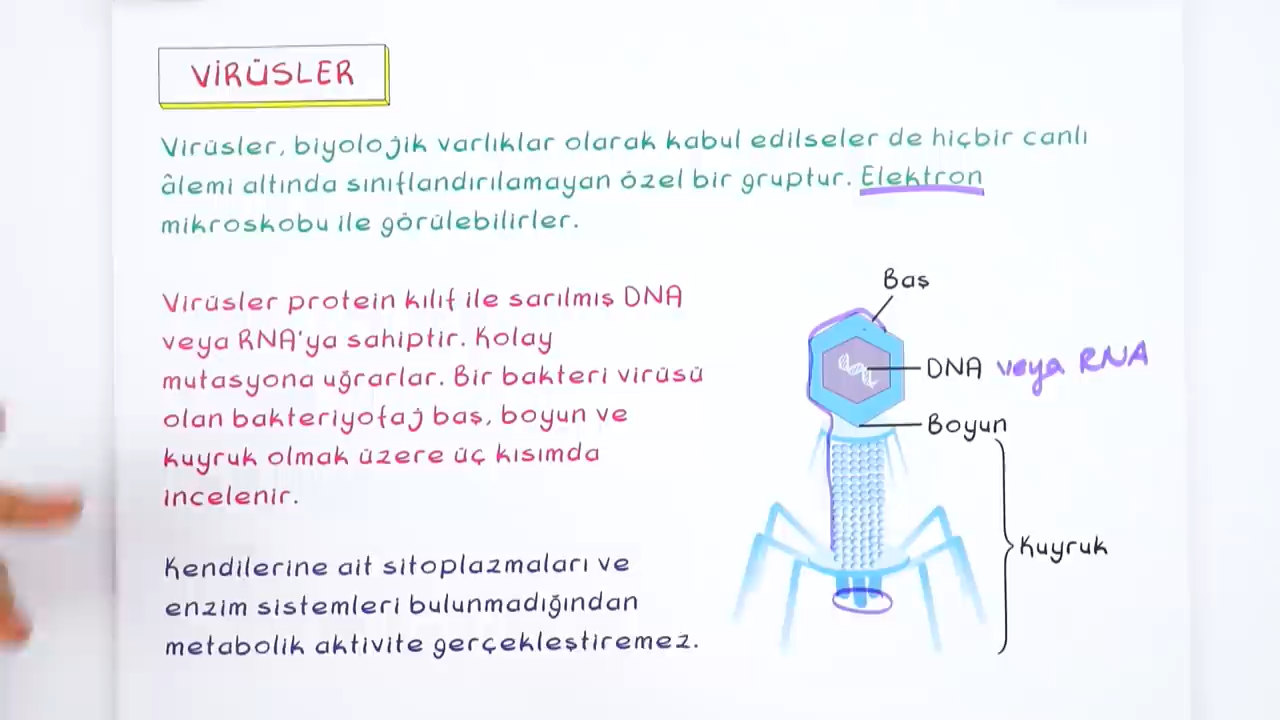 VİRÜSLER
Virüsler, biyolojik varlıklar olarak kabul edilseler de hiçbir canlı
âlemi altında sınıflandırılamayan özel bir gruptur. Elektron
mikroskobu ile görülebilirler.
Virüsler protein kılıf ile sarılmış DNA
veya RNA'ya sahiptir. Kolay
mutasyona uğrarlar. Bir bakteri virüsü
olan bakteriyofaj baş, boyun ve
kuyruk olmak üzere üç kısımda
incelenir.
Kendilerine ait sitoplazmaları ve
enzim sistemleri bulunmadığından
metabolik aktivite gerçekleştiremez.
Baş
DNA veya RNA
Boyun
Kuyruk